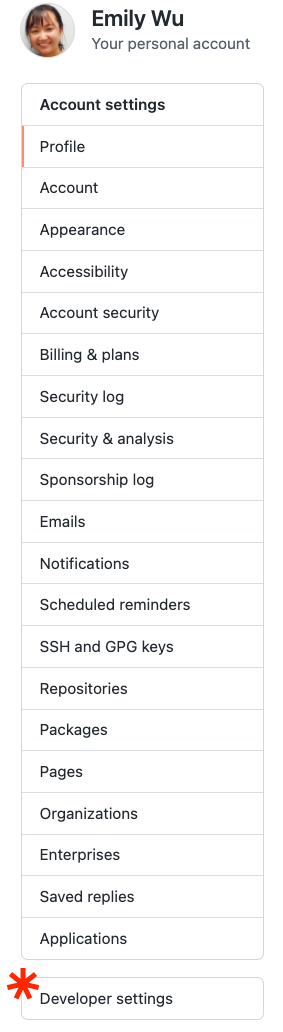 Emily Wu
Your personal account
Account settings
Profile
Account
Appearance
Accessibility
Account security
Billing & plans
Security log
Security & analysis
Sponsorship log
Emails
Notifications
Scheduled reminders
SSH and GPG keys
Repositories
Packages
Pages
Organizations
Enterprises
Saved replies
Applications
Developer settings